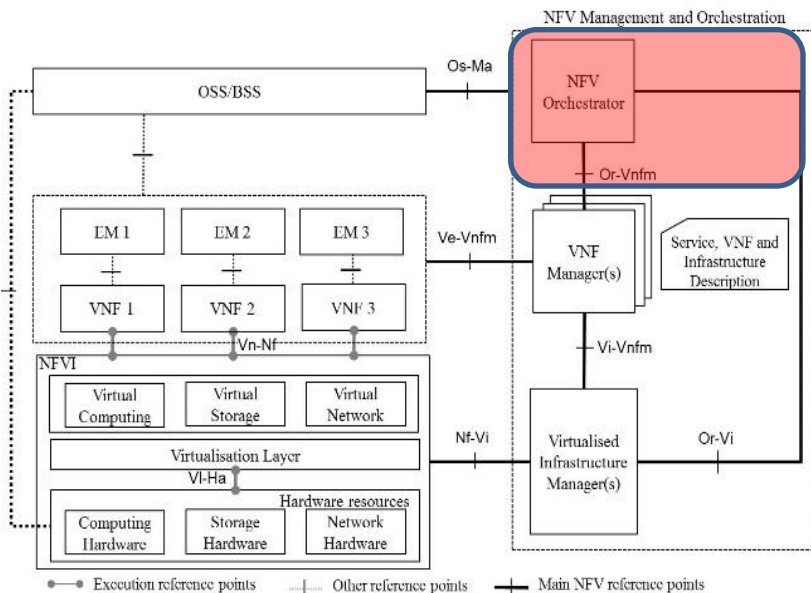 NFV Management and Orchestration
Os-Ma
OSS/BSS
NFV
Orchestrator
Or-Vnfm
EM 1
EM 2
EM 3
Ve-Vnfm
VNF
Manager(s)
Service, VNF and
Infrastructure
Description
VNF 1
VNF 2
VNF 3
Vn-Nf
Vi-Vnfm
NFVI
Virtual
Computing
Virtual
Storage
Virtual
Network
Nf-Vi
Virtualised
Infrastructure
Manager(s)
Or-Vi
Virtualisation Layer
Vl-Ha
Hardware resources
Computing
Hardware
Storage
Hardware
Network
Hardware
Execution reference points
Other reference points
Main NFV reference points